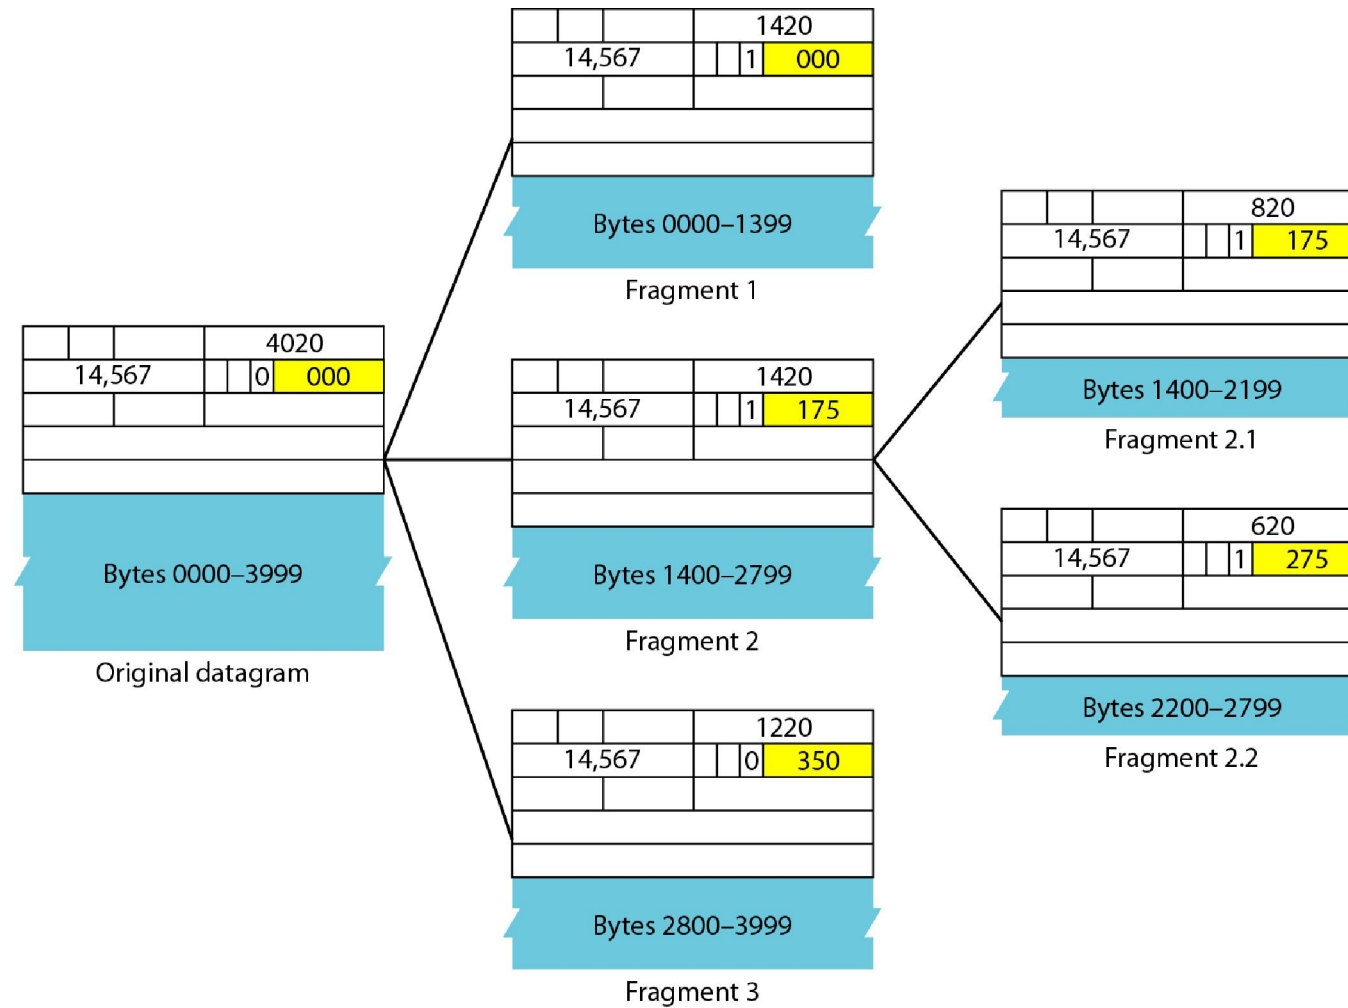 4020
14,567 0 000
Bytes 0000–3999
Original datagram
1420
14,567 1 000
Bytes 0000–1399
Fragment 1
1420
14,567 1 175
Bytes 1400–2799
Fragment 2
1220
14,567 0 350
Bytes 2800–3999
Fragment 3
820
14,567 1 175
Bytes 1400–2199
Fragment 2.1
620
14,567 1 275
Bytes 2200–2799
Fragment 2.2